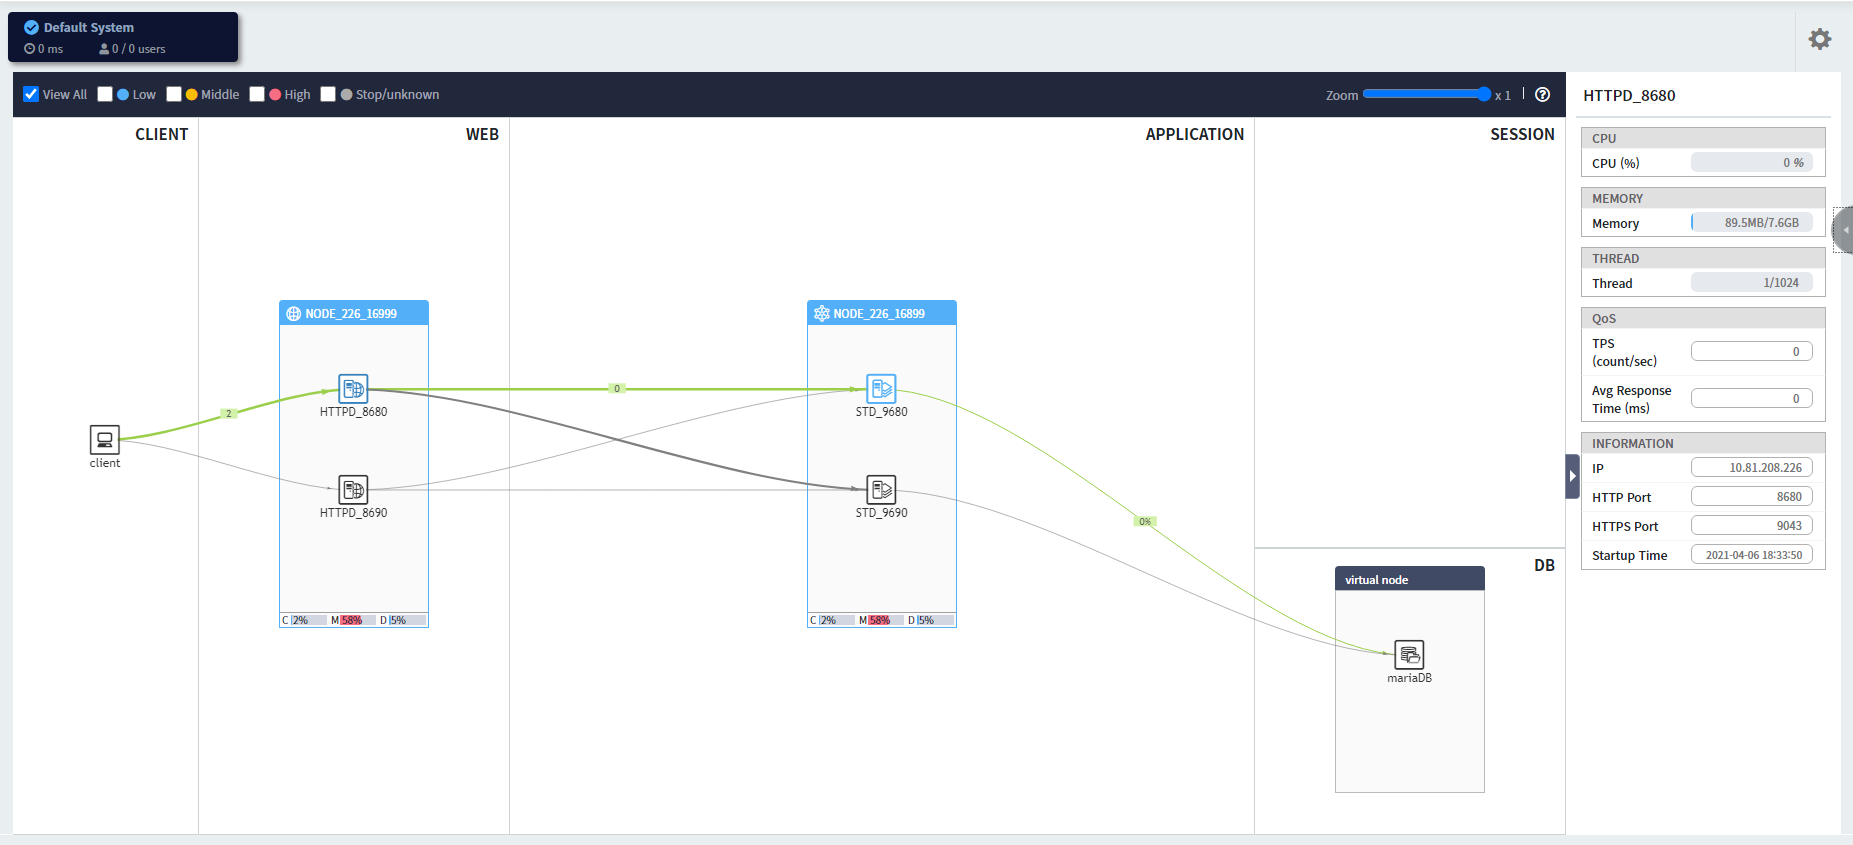 Default System
0 ms 0 / 0 users
View All Low Middle High Stop/unknown
Zoom x 1
CLIENT WEB APPLICATION SESSION
NODE_226_16999
HTTPD_8680
HTTPD_8690
C 2% M 58% D 5%
client
2
0
NODE_226_16899
STD_9680
STD_9690
C 2% M 58% D 5%
0%
DB
virtual node
mariaDB
HTTPD_8680
CPU
CPU (%) 0 %
MEMORY
Memory 89.5MB/7.6GB
THREAD
Thread 1/1024
QoS
TPS
(count/sec) 0
Avg Response
Time (ms) 0
INFORMATION
IP 10.81.208.226
HTTP Port 8680
HTTPS Port 9043
Startup Time 2021-04-06 18:33:50